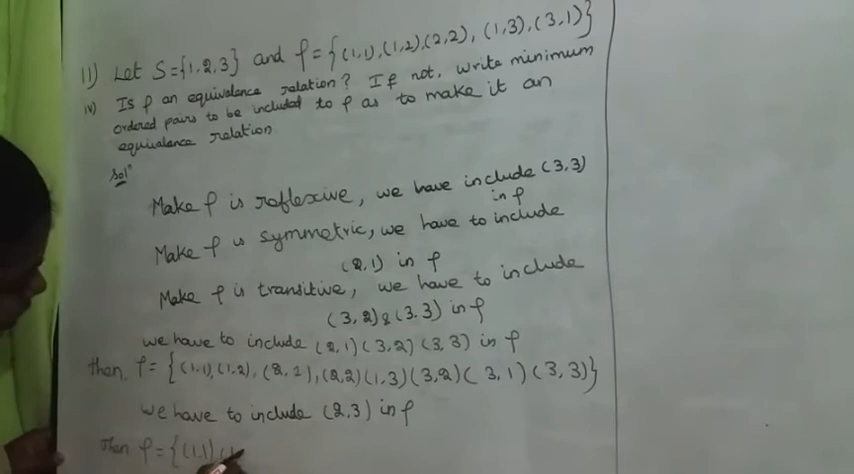 11) Let S={1,2,3} and ρ={(1,1),(1,2),(2,2),(1,3),(3,1)}
iv) Is ρ an equivalence relation? If not, write minimum
ordered pairs to be included to ρ as to make it an
equivalence relation
Solⁿ
Make ρ is reflexive, we have include (3,3)
in ρ
Make ρ is symmetric, we have to include
(2,1) in ρ
Make ρ is transitive, we have to include
(3,2)&(3.3) in ρ
we have to include (2,1)(3,2)(3,3) in ρ
then, ρ={(1,1),(1,2),(2,1),(2,2)(1,3)(3,2)(3,1)(3,3)}
We have to include (2,3) in ρ
Then ρ={(1,1)(1